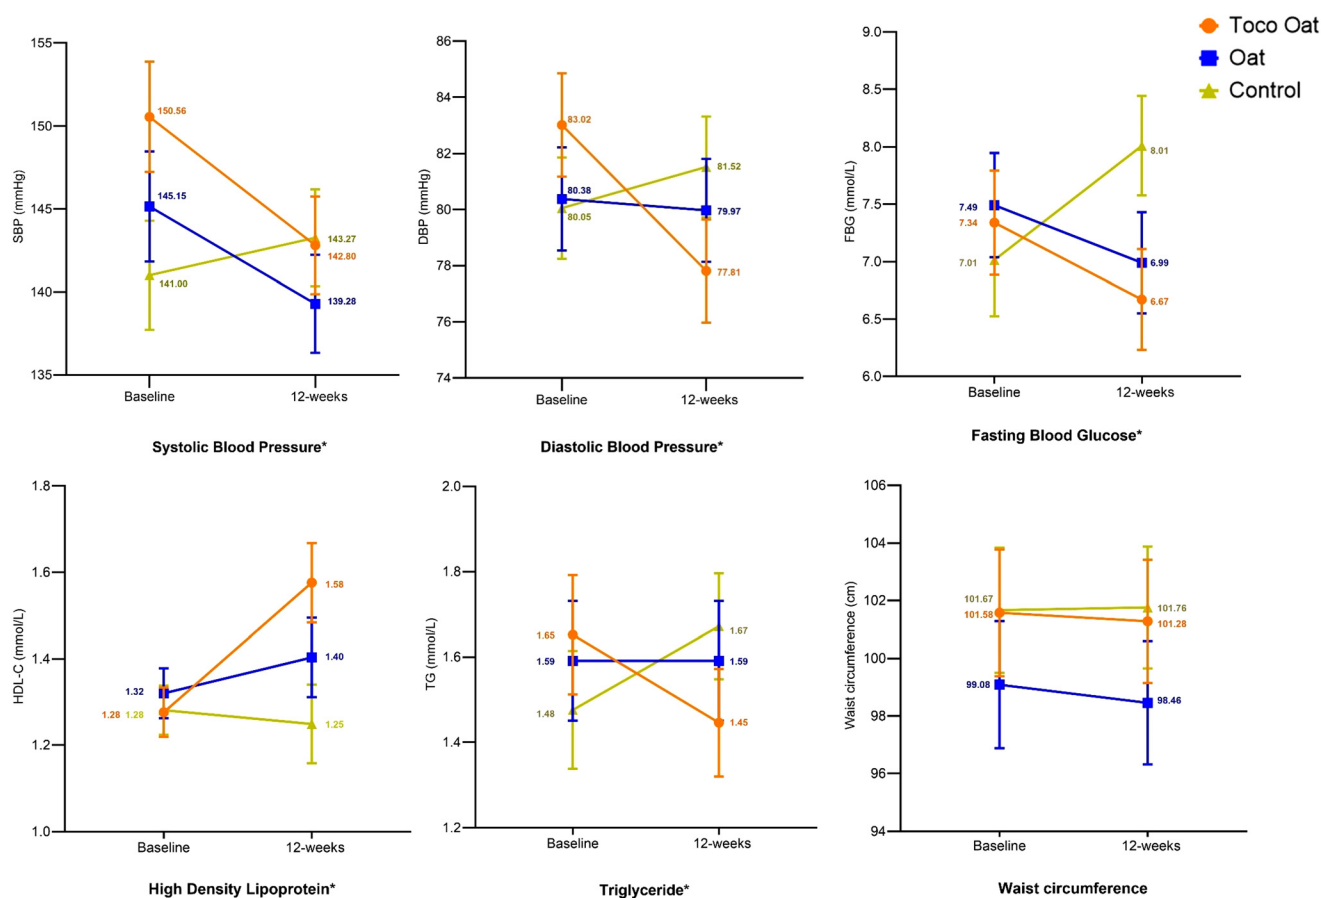 Toco Oat
Oat
Control
155
150
145
140
135
SBP (mmHg)
150.56
145.15
141.00
143.27
142.80
139.28
Baseline
12-weeks
Systolic Blood Pressure*
86
84
82
80
78
76
74
DBP (mmHg)
83.02
80.38
80.05
81.52
79.97
77.81
Baseline
12-weeks
Diastolic Blood Pressure*
9.0
8.5
8.0
7.5
7.0
6.5
6.0
FBG (mmol/L)
7.49
7.34
7.01
8.01
6.99
6.67
Baseline
12-weeks
Fasting Blood Glucose*
1.8
1.6
1.4
1.2
1.0
HDL-C (mmol/L)
1.32
1.28 1.28
1.58
1.40
1.25
Baseline
12-weeks
High Density Lipoprotein*
2.0
1.8
1.6
1.4
1.2
TG (mmol/L)
1.65
1.59
1.48
1.67
1.59
1.45
Baseline
12-weeks
Triglyceride*
106
104
102
100
98
96
94
Waist circumference (cm)
101.67
101.58
99.08
101.76
101.28
98.46
Baseline
12-weeks
Waist circumference